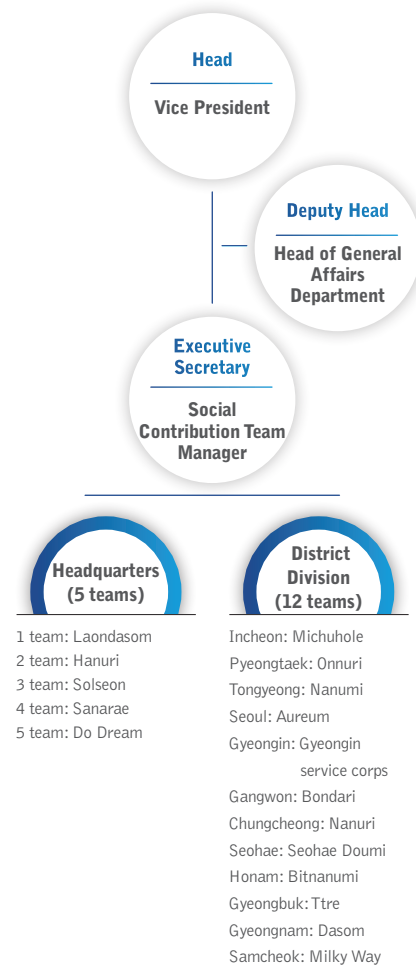 Head
Vice President
Deputy Head
Head of General
Affairs
Department
Executive
Secretary
Social
Contribution Team
Manager
Headquarters
(5 teams)
1 team: Laondasom
2 team: Hanuri
3 team: Solseon
4 team: Sanarae
5 team: Do Dream
District
Division
(12 teams)
Incheon: Michuhole
Pyeongtaek: Onnuri
Tongyeong: Nanumi
Seoul: Aureum
Gyeongin: Gyeongin
service corps
Gangwon: Bondari
Chungcheong: Nanuri
Seohae: Seohae Doumi
Honam: Bitnanumi
Gyeongbuk: Ttre
Gyeongnam: Dasom
Samcheok: Milky Way